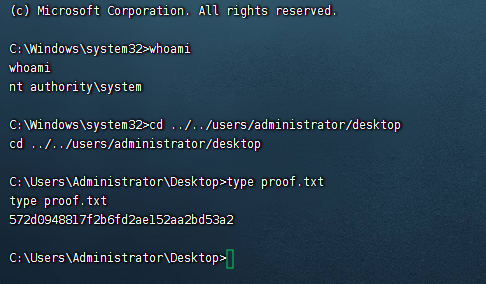 (c) Microsoft Corporation. All rights reserved.
C:\Windows\system32>whoami
whoami
nt authority\system
C:\Windows\system32>cd ../../users/administrator/desktop
cd ../../users/administrator/desktop
C:\Users\Administrator\Desktop>type proof.txt
type proof.txt
572d0948817f2b6fd2ae152aa2bd53a2
C:\Users\Administrator\Desktop>